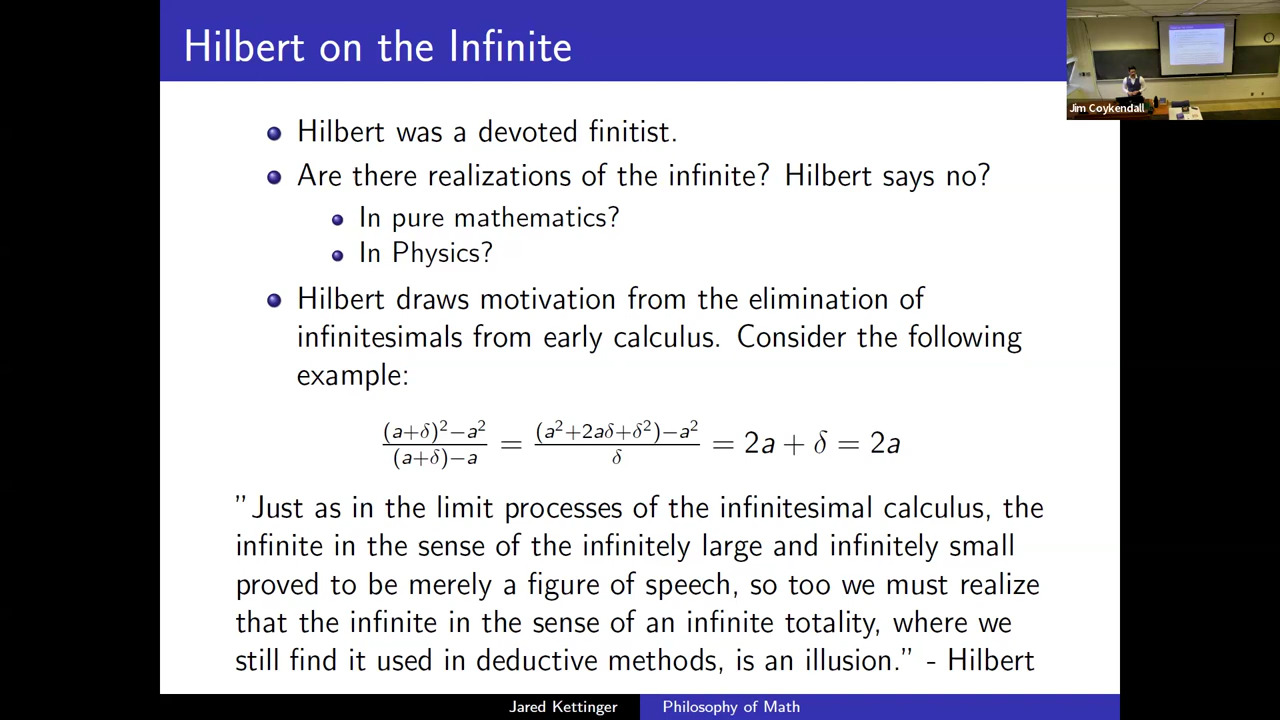 Hilbert on the Infinite
Jim Coykendall
Hilbert was a devoted finitist.
Are there realizations of the infinite? Hilbert says no?
In pure mathematics?
In Physics?
Hilbert draws motivation from the elimination of
infinitesimals from early calculus. Consider the following
example:
(a+δ)²−a² / (a+δ)−a = (a²+2aδ+δ²)−a² / δ = 2a + δ = 2a
"Just as in the limit processes of the infinitesimal calculus, the
infinite in the sense of the infinitely large and infinitely small
proved to be merely a figure of speech, so too we must realize
that the infinite in the sense of an infinite totality, where we
still find it used in deductive methods, is an illusion." - Hilbert
Jared Kettinger
Philosophy of Math